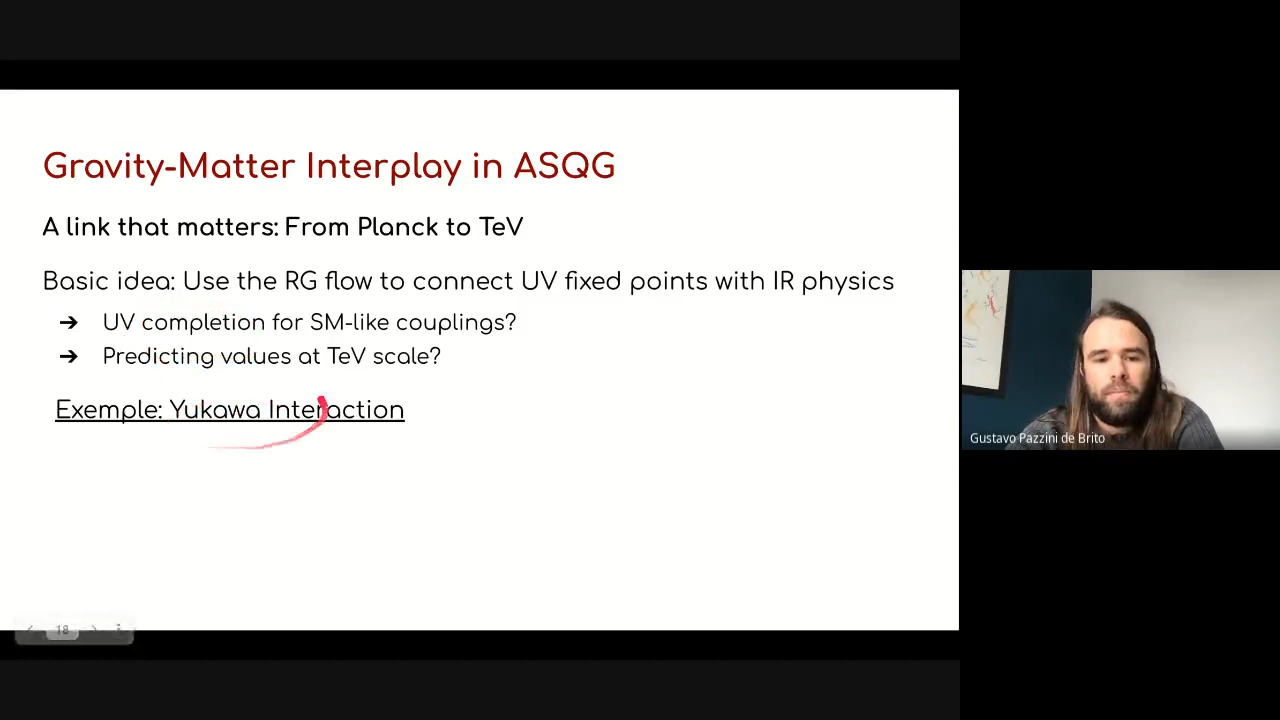 Gravity-Matter Interplay in ASQG
A link that matters: From Planck to TeV
Basic idea: Use the RG flow to connect UV fixed points with IR physics
➔ UV completion for SM-like couplings?
➔ Predicting values at TeV scale?
Exemple: Yukawa Interaction
Gustavo Pazzini de Brito
18